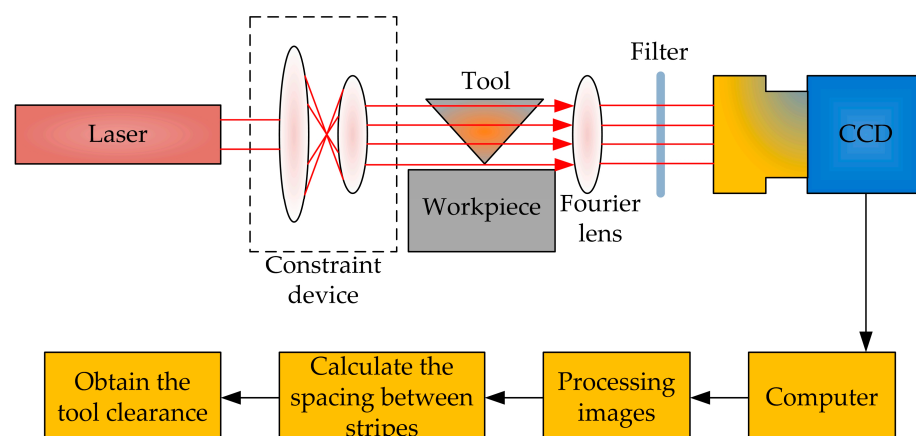 Laser
Constraint
device
Tool
Workpiece
Fourier
lens
Filter
CCD
Computer
Processing
images
Calculate the
spacing between
stripes
Obtain the
tool clearance